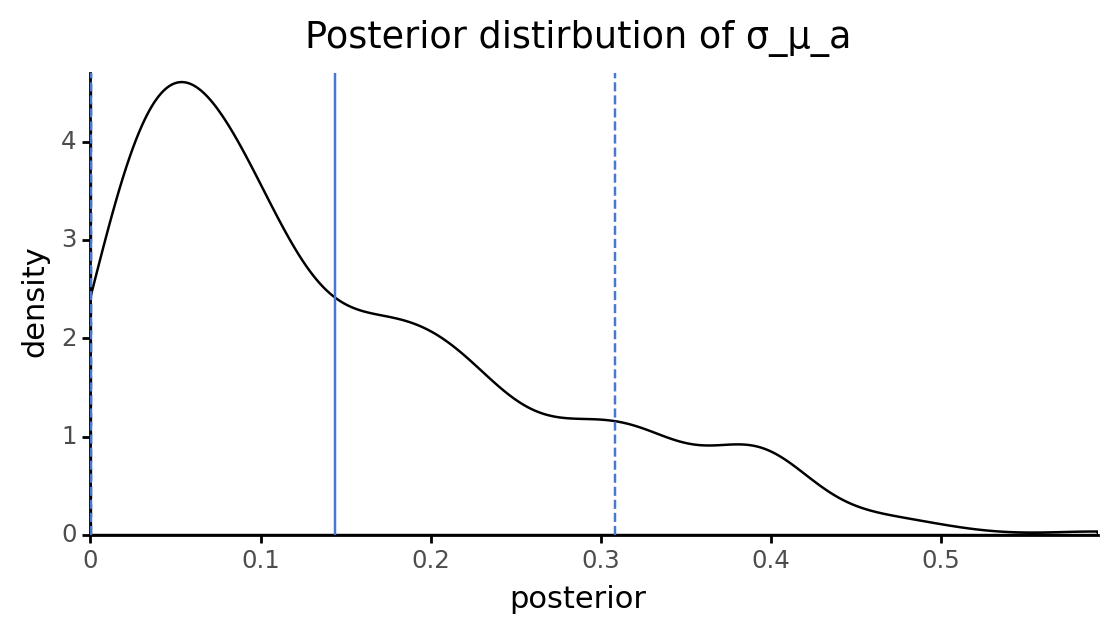 Posterior distirbution of σ_μ_a
density
4
3
2
1
0
0 0.1 0.2 0.3 0.4 0.5
posterior